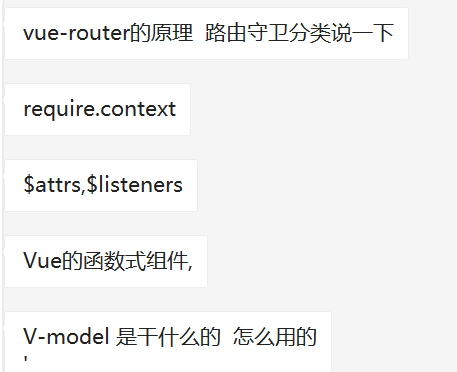 vue-router的原理  路由守卫分类说一下
require.context
$attrs,$listeners
Vue的函数式组件,
V-model 是干什么的  怎么用的
'